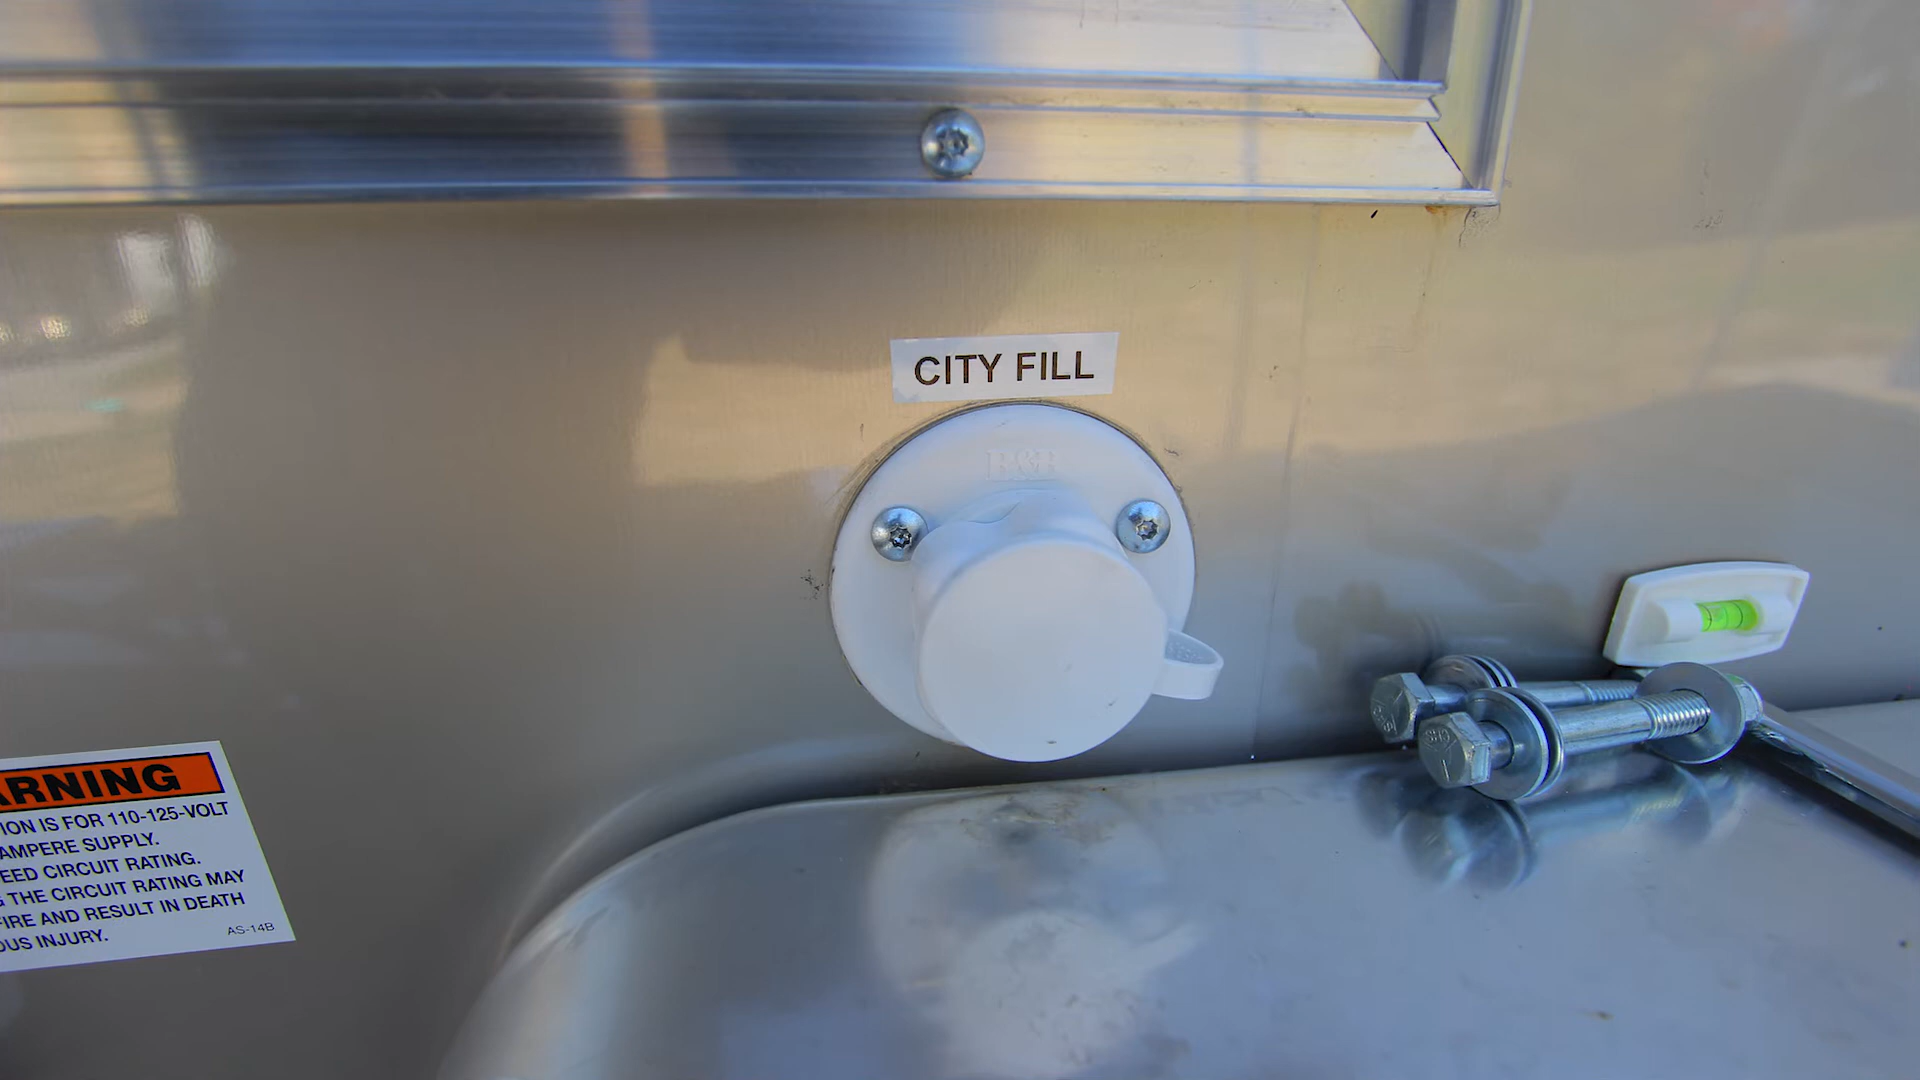 CITY FILL
B&B
ARNING
ION IS FOR 110-125-VOLT
AMPERE SUPPLY.
EED CIRCUIT RATING.
G THE CIRCUIT RATING MAY
FIRE AND RESULT IN DEATH
OUS INJURY.
AS-14B